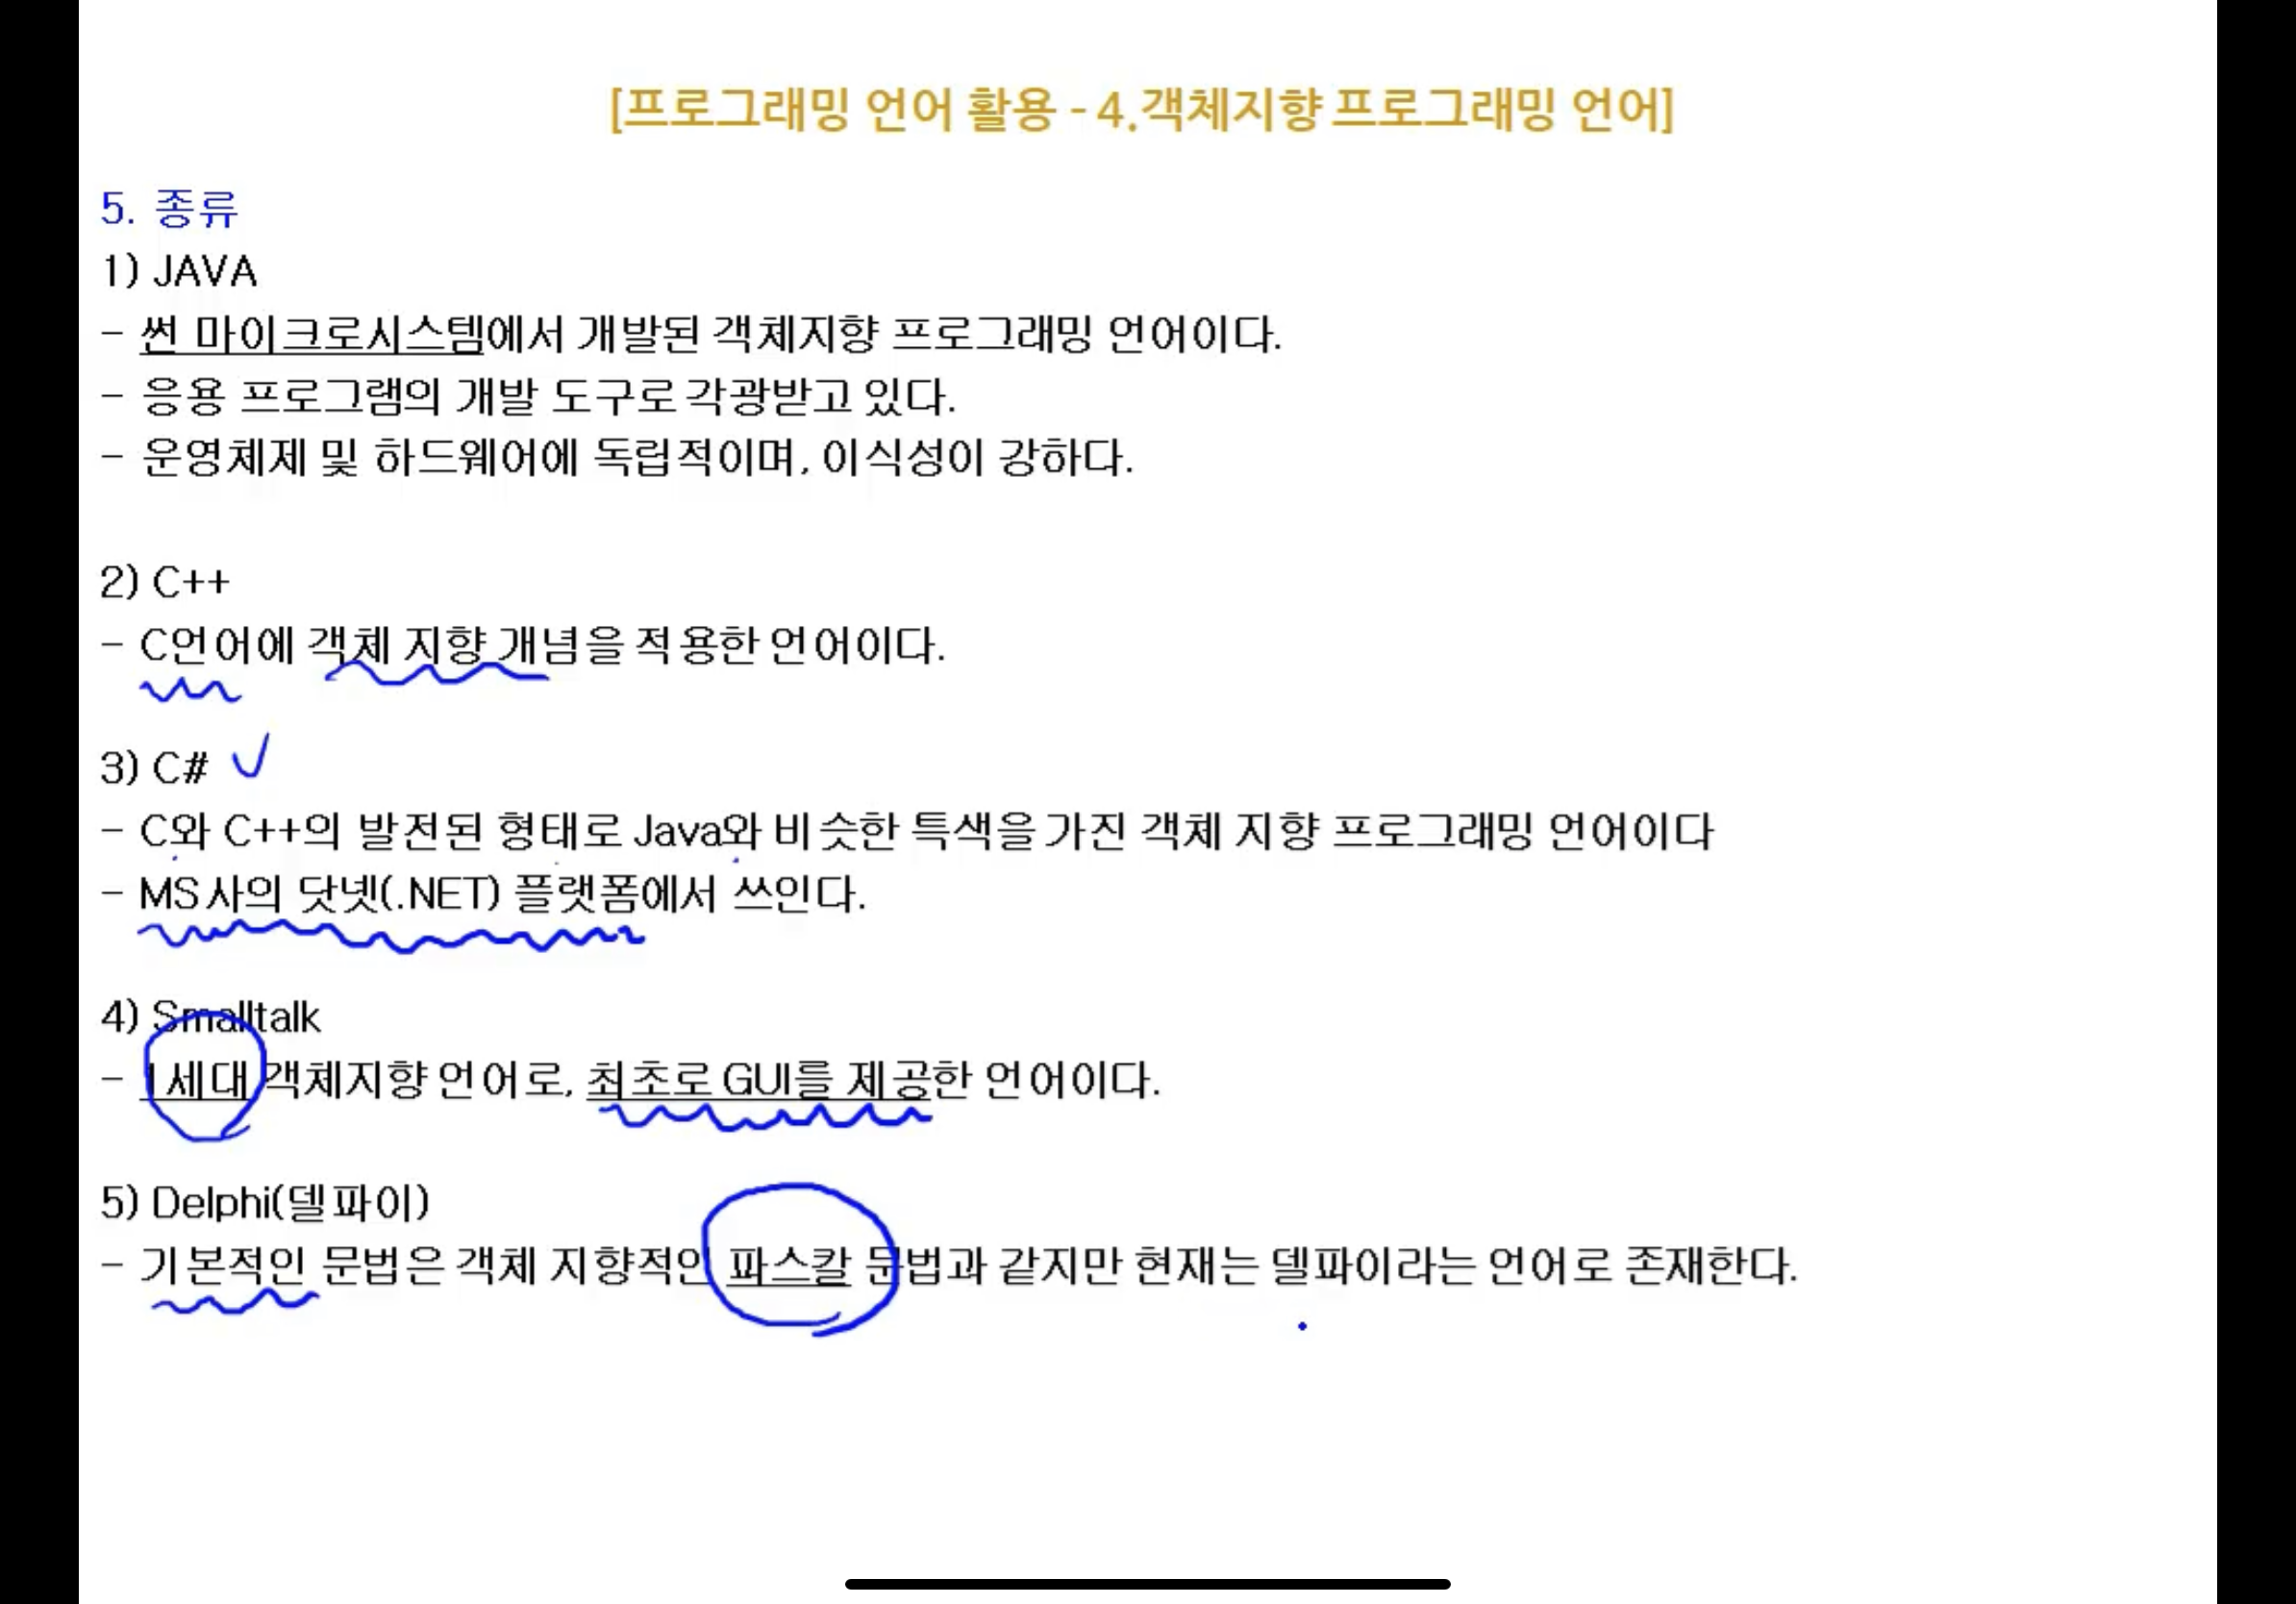 [프로그래밍 언어 활용 - 4.객체지향 프로그래밍 언어]
5. 종류
1) JAVA
- 썬 마이크로시스템에서 개발된 객체지향 프로그래밍 언어이다.
- 응용 프로그램의 개발 도구로 각광받고 있다.
- 운영체제 및 하드웨어에 독립적이며, 이식성이 강하다.
2) C++
- C언어에 객체 지향 개념을 적용한 언어이다.
3) C#
- C와 C++의 발전된 형태로 Java와 비슷한 특색을 가진 객체 지향 프로그래밍 언어이다
- MS사의 닷넷(.NET) 플랫폼에서 쓰인다.
4) Smalltalk
- 1세대 객체지향 언어로, 최초로 GUI를 제공한 언어이다.
5) Delphi(델파이)
- 기본적인 문법은 객체 지향적인 파스칼 문법과 같지만 현재는 델파이라는 언어로 존재한다.